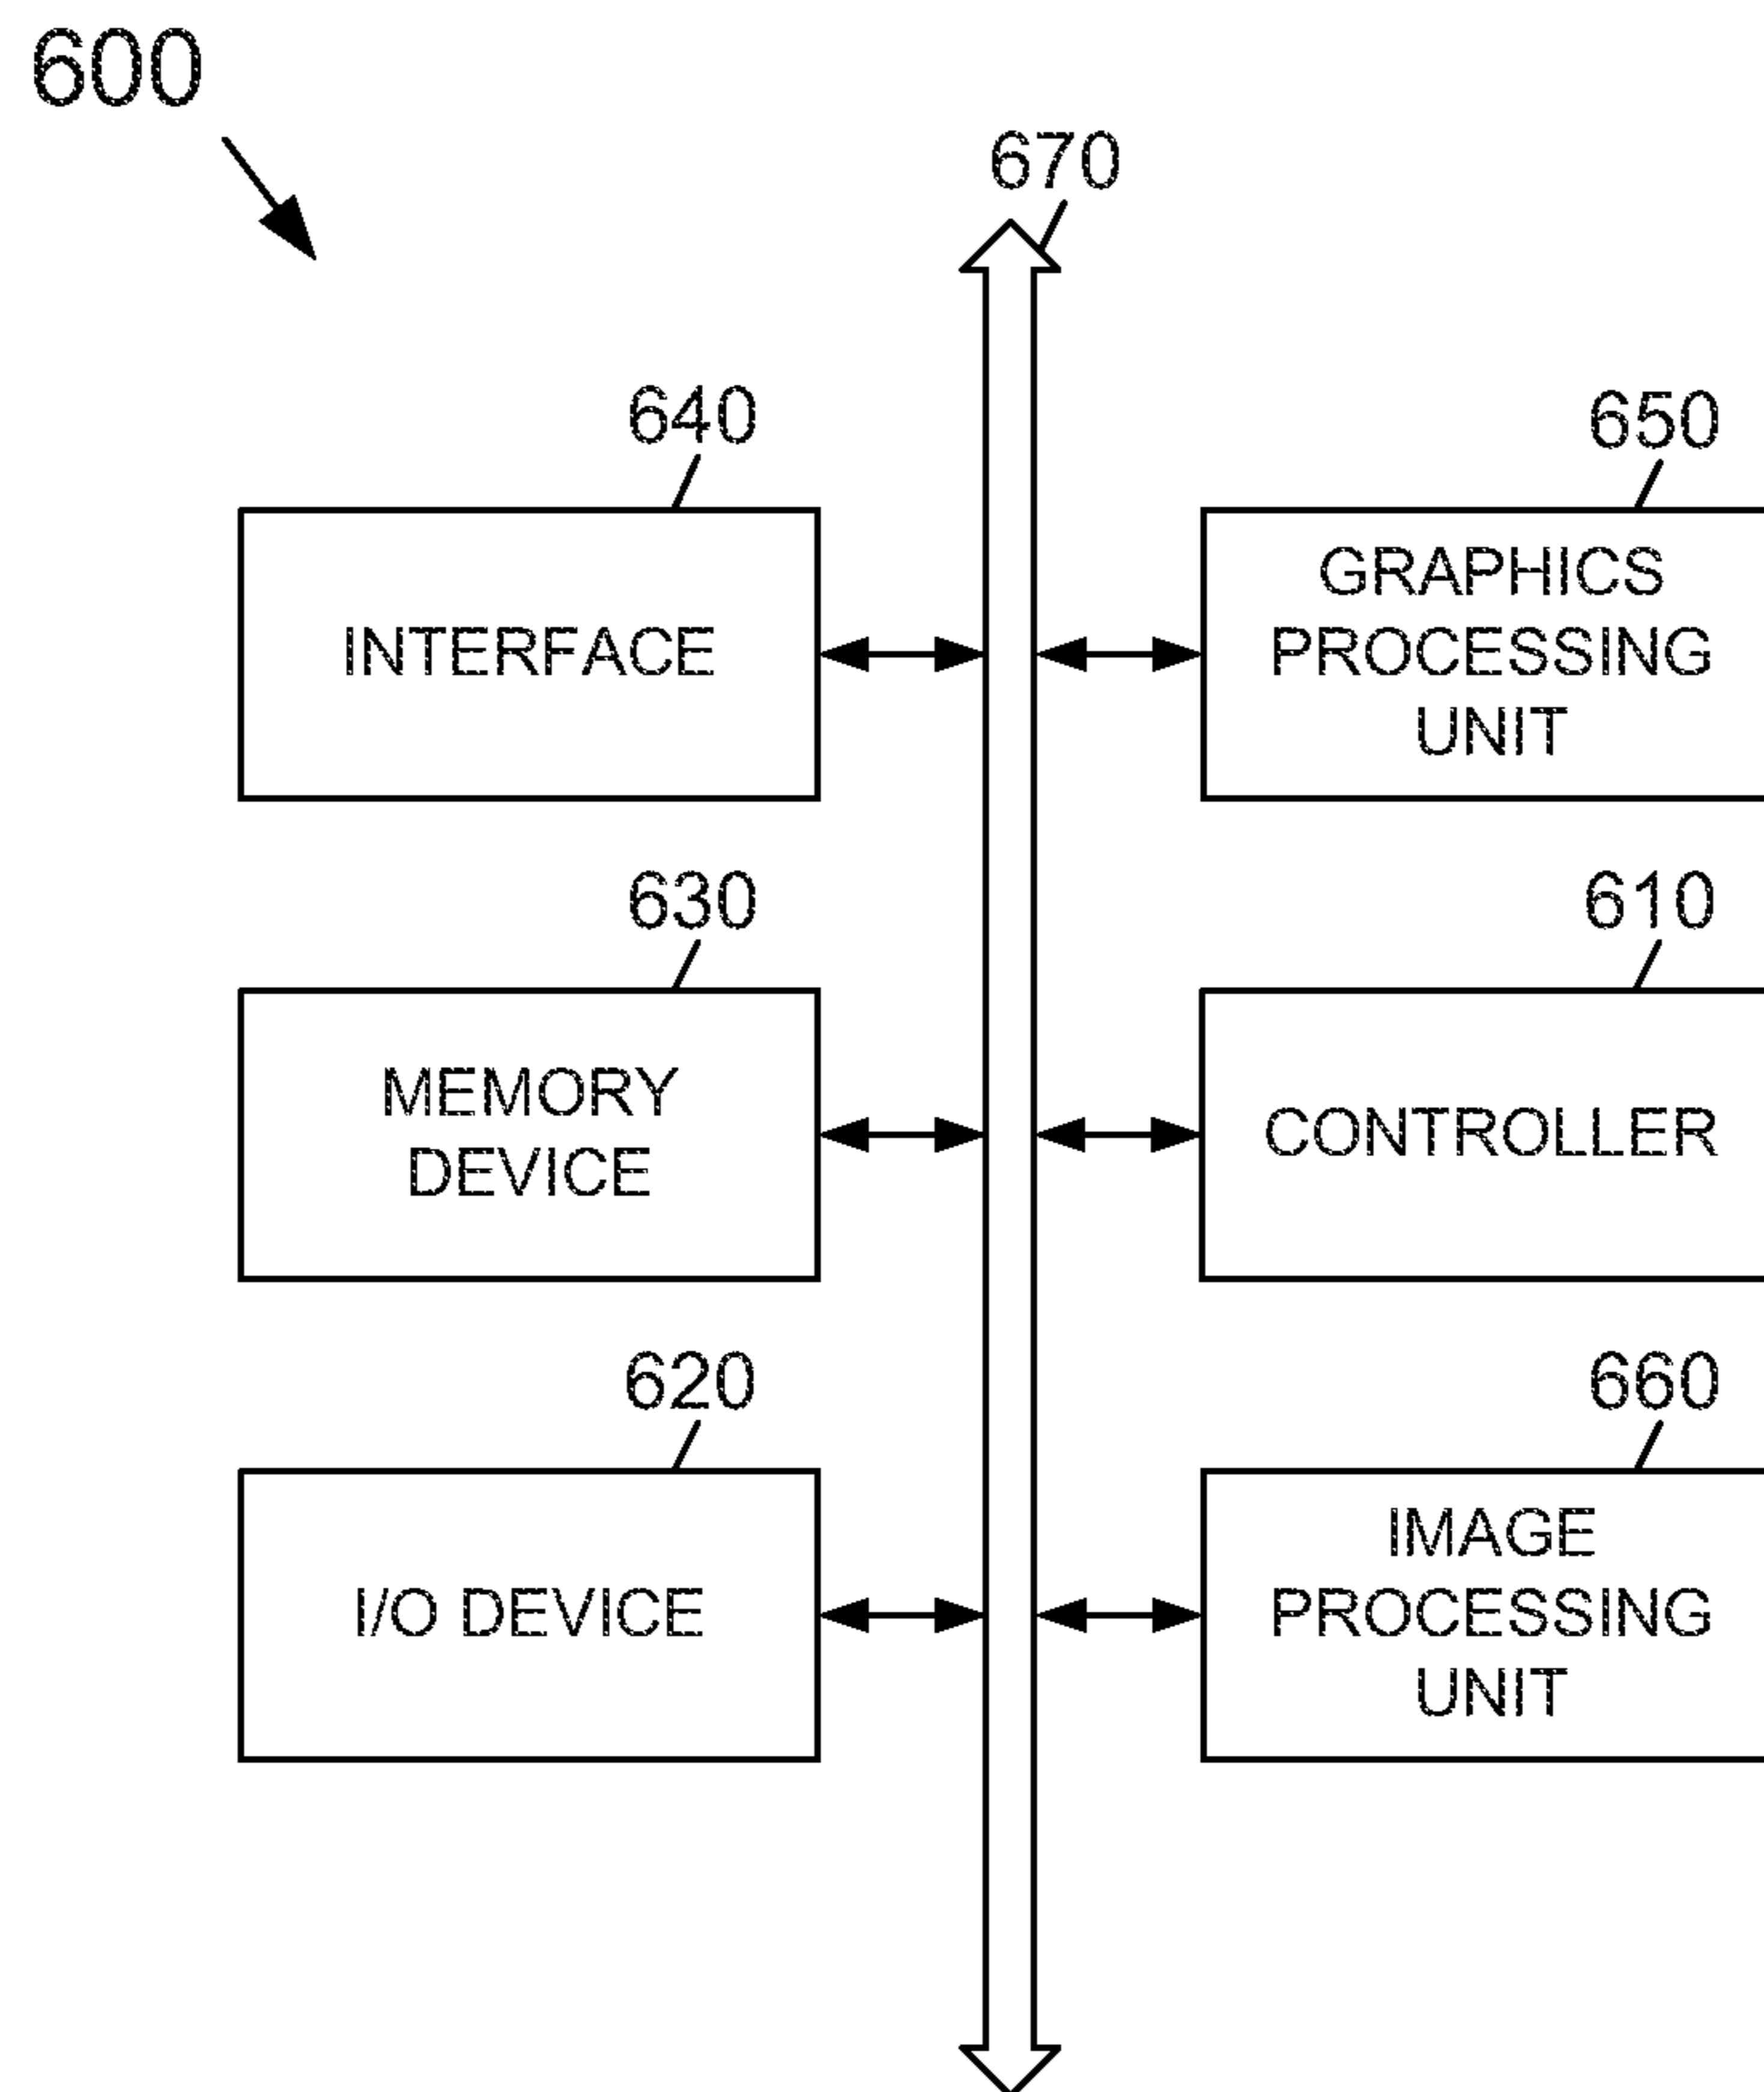 600
670
640
650
INTERFACE
GRAPHICS
PROCESSING
UNIT
630
610
MEMORY
DEVICE
CONTROLLER
620
660
I/O DEVICE
IMAGE
PROCESSING
UNIT